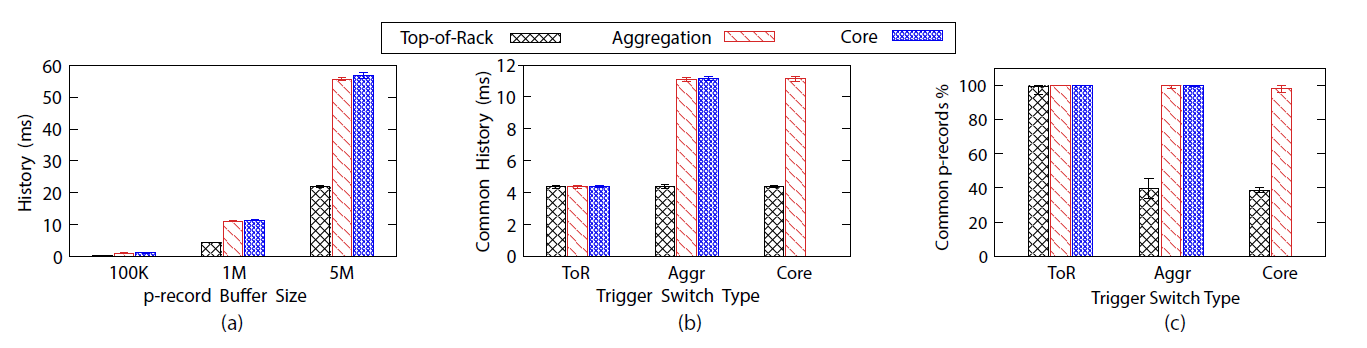 Top-of-Rack Aggregation Core
60
50
40
30
20
10
0
History (ms)
100K 1M 5M
p-record Buffer Size
(a)
12
10
8
6
4
2
0
Common History (ms)
ToR Aggr Core
Trigger Switch Type
(b)
100
80
60
40
20
0
Common p-records %
ToR Aggr Core
Trigger Switch Type
(c)